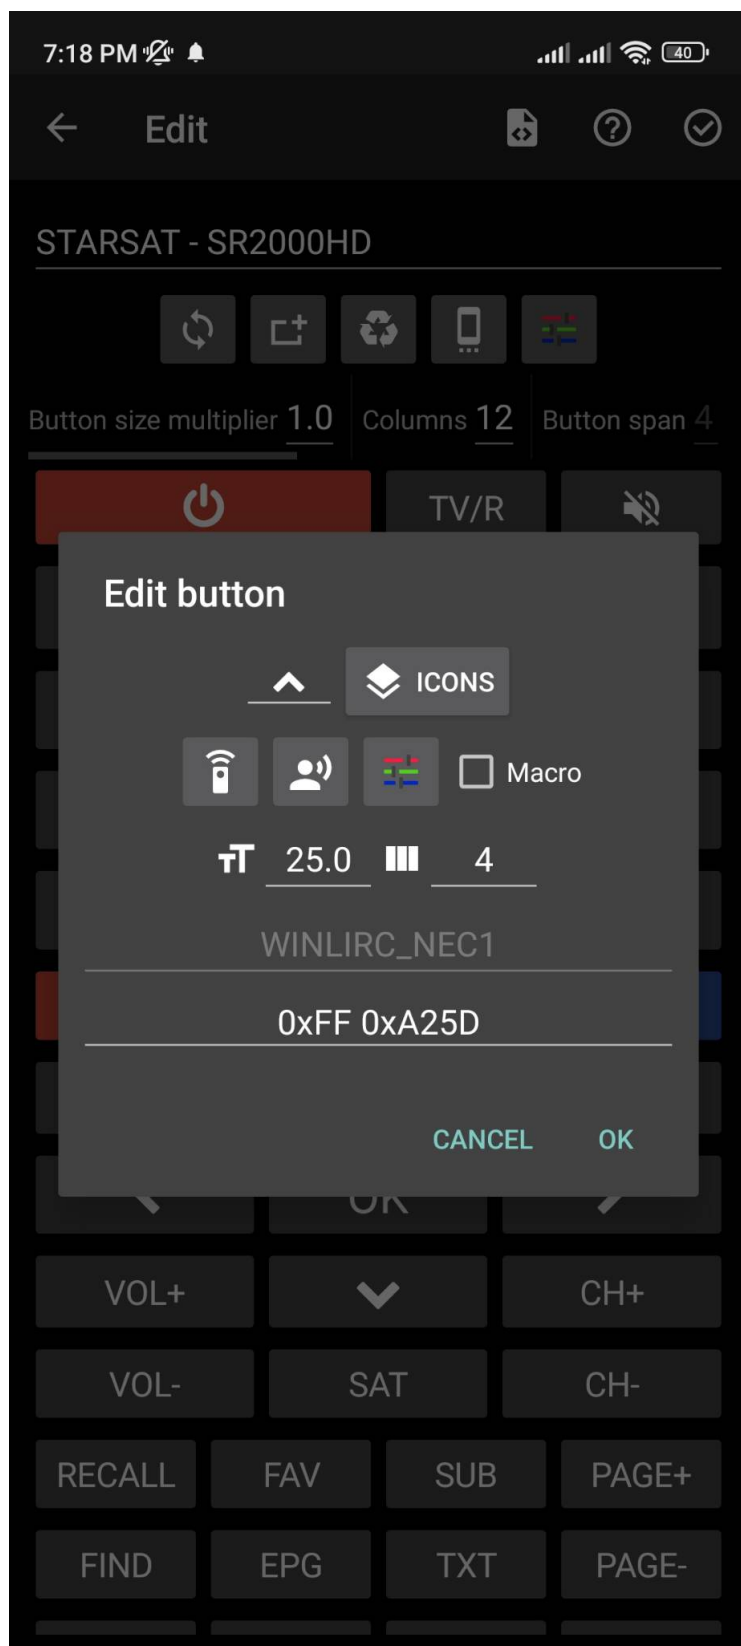 7:18 PM 40
Edit
STARSAT - SR2000HD
Button size multiplier 1.0 Columns 12 Button span 4
TV/R
Edit button
ICONS
Macro
TT 25.0 4
WINLIRC_NEC1
0xFF 0xA25D
CANCEL OK
OK
VOL+ CH+
VOL- SAT CH-
RECALL FAV SUB PAGE+
FIND EPG TXT PAGE-